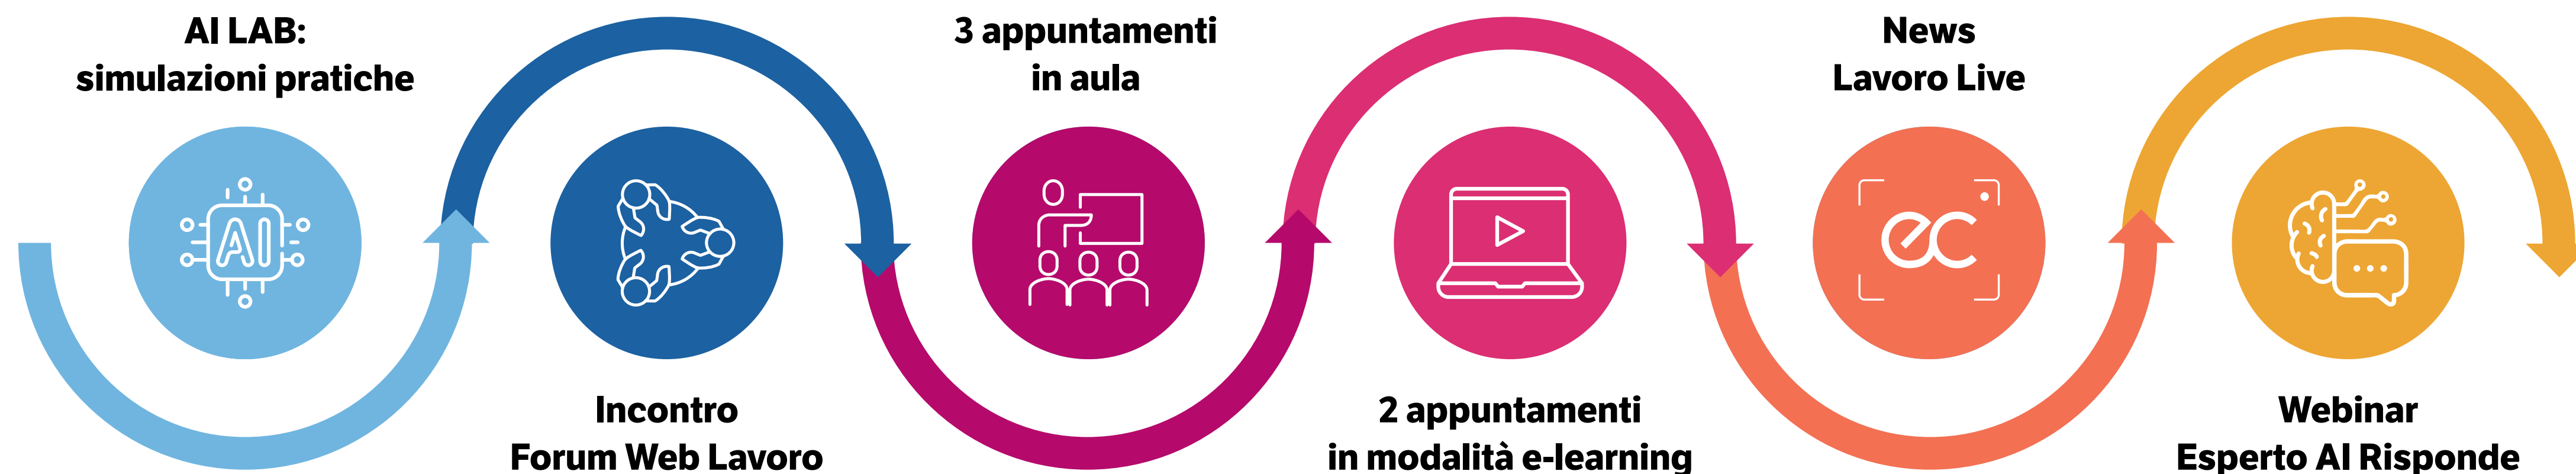 AI LAB:
simulazioni pratiche
AI
Incontro
Forum Web Lavoro
3 appuntamenti
in aula
2 appuntamenti
in modalità e-learning
News
Lavoro Live
ec
Webinar
Esperto AI Risponde